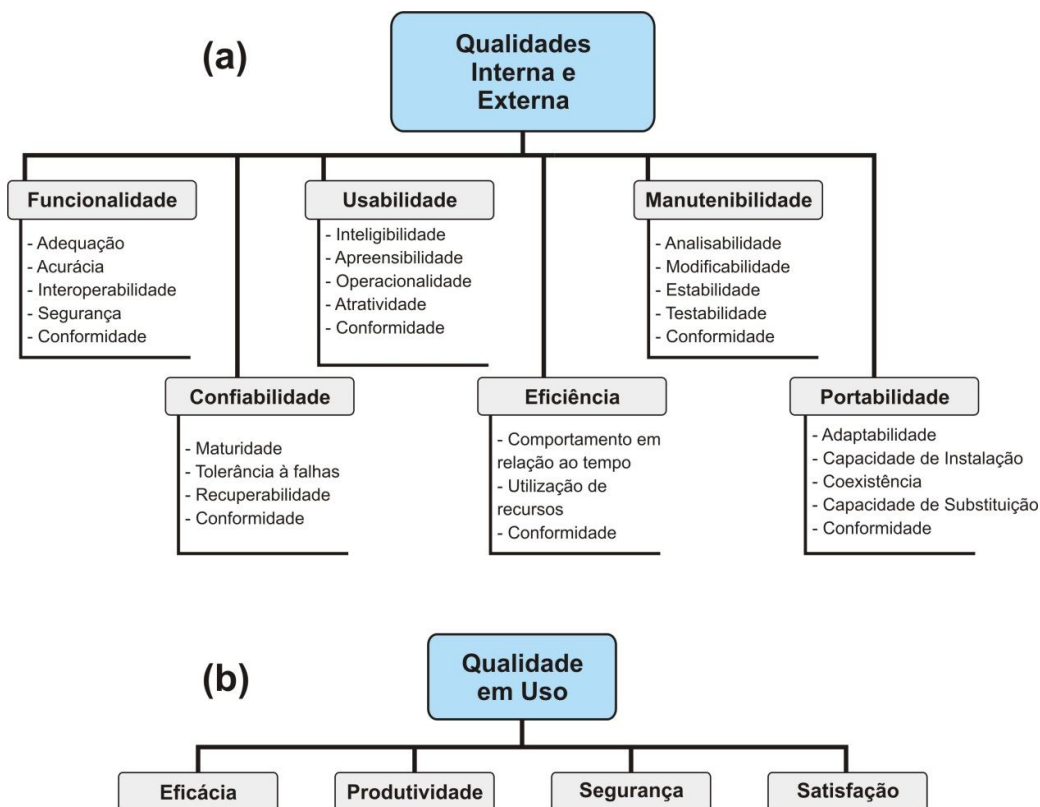 (a)
Qualidades
Interna e
Externa
Funcionalidade
- Adequação
- Acurácia
- Interoperabilidade
- Segurança
- Conformidade
Usabilidade
- Inteligibilidade
- Apreensibilidade
- Operacionalidade
- Atratividade
- Conformidade
Manutenibilidade
- Analisabilidade
- Modificabilidade
- Estabilidade
- Testabilidade
- Conformidade
Confiabilidade
- Maturidade
- Tolerância à falhas
- Recuperabilidade
- Conformidade
Eficiência
- Comportamento em
relação ao tempo
- Utilização de
recursos
- Conformidade
Portabilidade
- Adaptabilidade
- Capacidade de Instalação
- Coexistência
- Capacidade de Substituição
- Conformidade
(b)
Qualidade
em Uso
Eficácia
Produtividade
Segurança
Satisfação